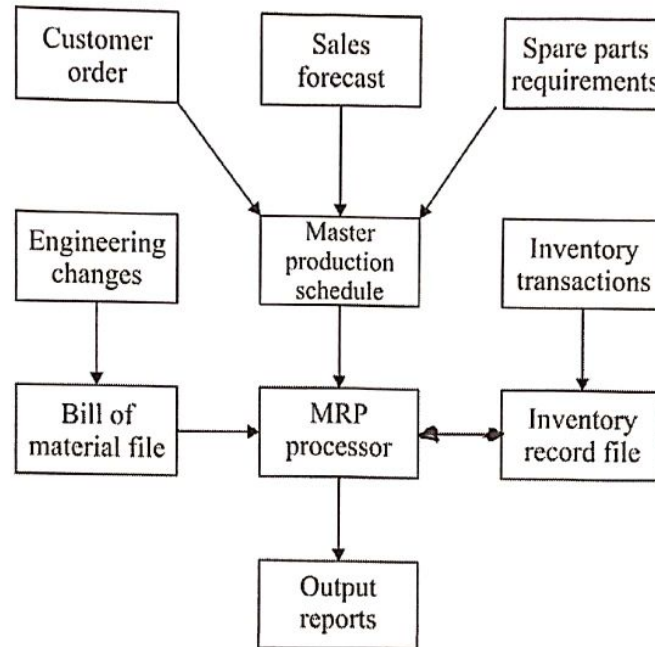 Customer
order
Sales
forecast
Spare parts
requirements
Engineering
changes
Master
production
schedule
Inventory
transactions
Bill of
material file
MRP
processor
Inventory
record file
Output
reports